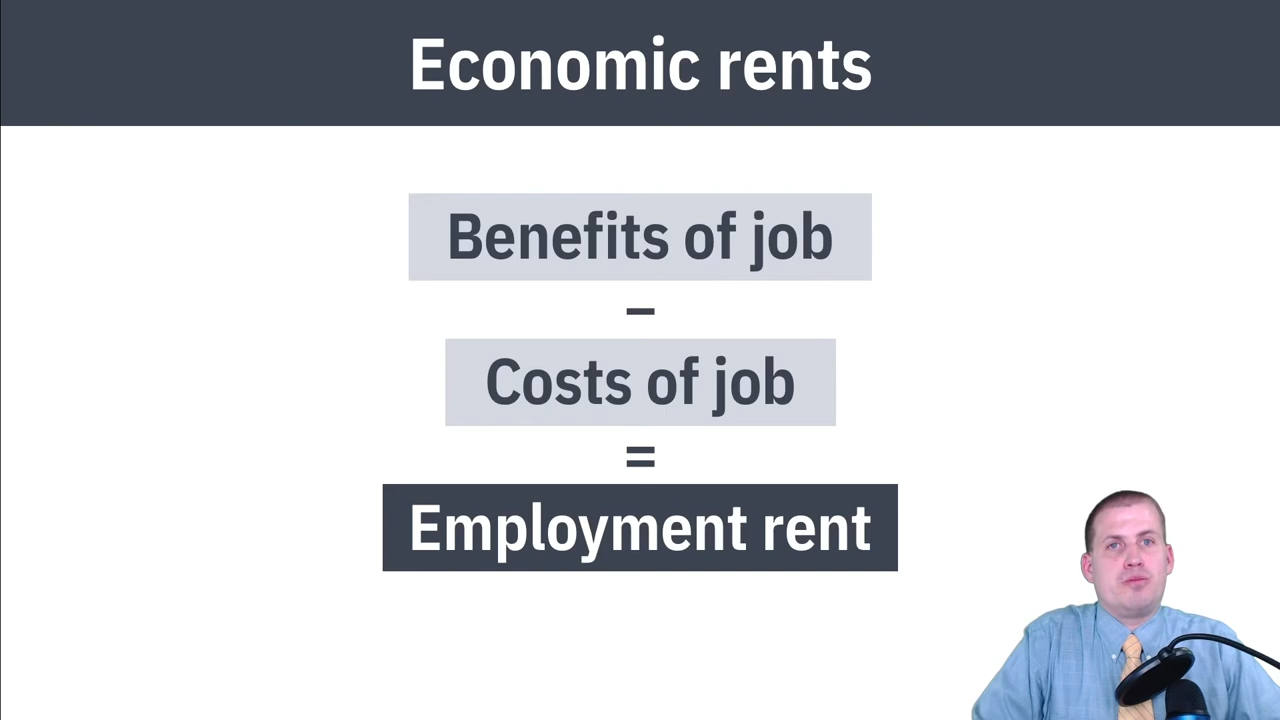 Economic rents
Benefits of job
–
Costs of job
=
Employment rent